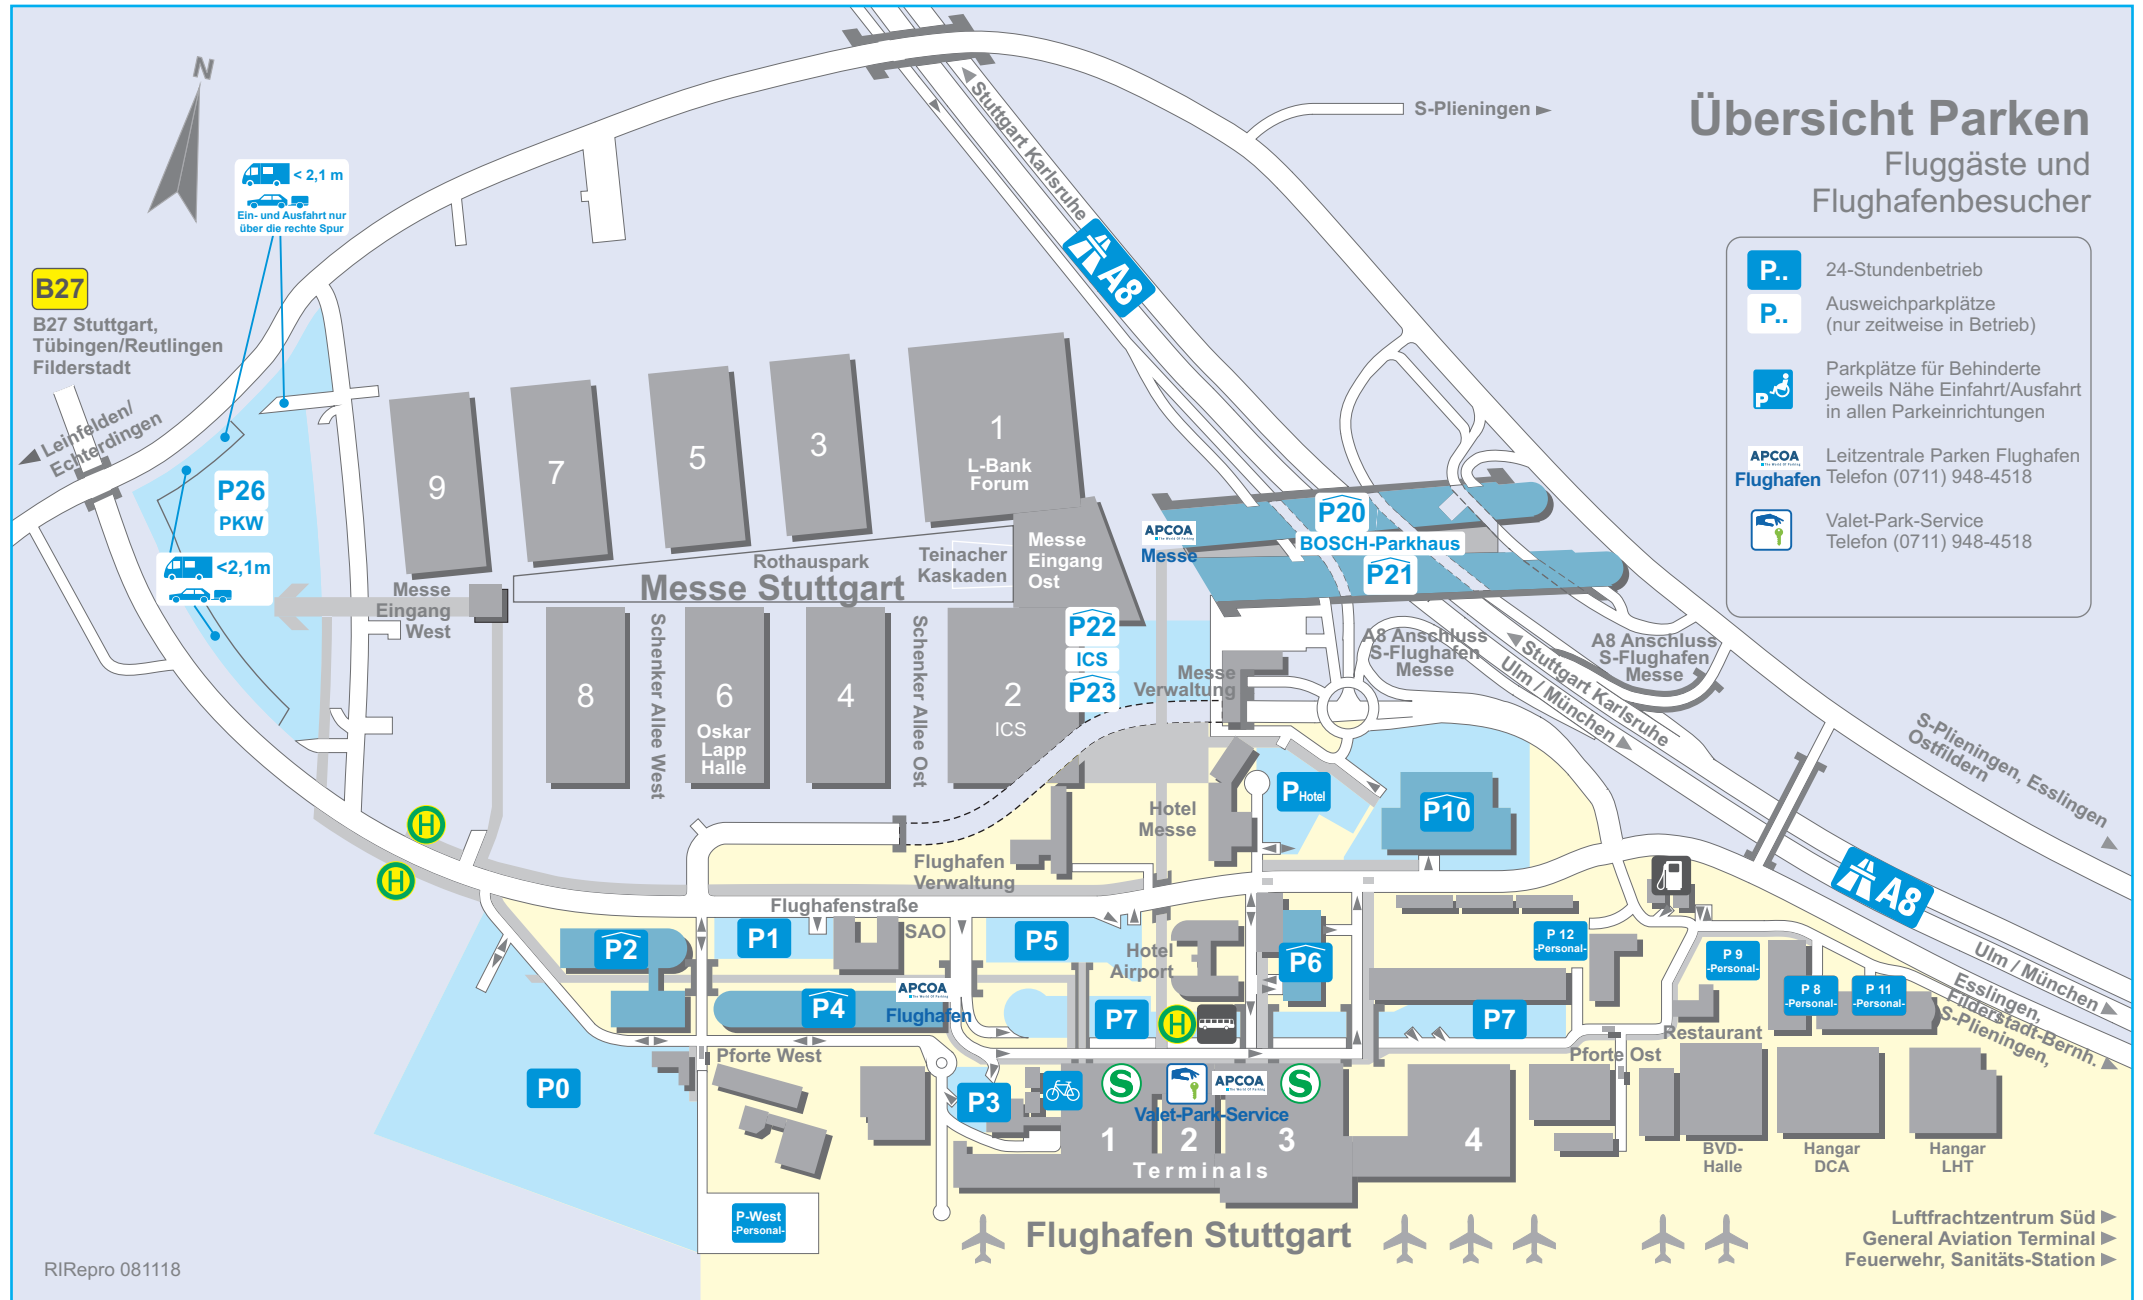 N
Übersicht Parken
Fluggäste und
Flughafenbesucher
P..
24-Stundenbetrieb
P..
Ausweichparkplätze
(nur zeitweise in Betrieb)
P
Parkplätze für Behinderte
jeweils Nähe Einfahrt/Ausfahrt
in allen Parkeinrichtungen
APCOA
Flughafen
Leitzentrale Parken Flughafen
Telefon (0711) 948-4518
Valet-Park-Service
Telefon (0711) 948-4518
S-Plieningen
Stuttgart Karlsruhe
A8
< 2,1 m
Ein- und Ausfahrt nur
über die rechte Spur
B27
B27 Stuttgart,
Tübingen/Reutlingen
Filderstadt
Leinfelden/
Echterdingen
P26
PKW
<2,1m
Messe
Eingang
West
9
7
5
3
1
L-Bank
Forum
Rothauspark
Messe Stuttgart
Teinacher
Kaskaden
Messe
Eingang
Ost
8
Schenker Allee West
6
Oskar
Lapp
Halle
4
Schenker Allee Ost
2
ICS
P22
ICS
P23
APCOA
Messe
P20
BOSCH-Parkhaus
P21
Messe
Verwaltung
A8 Anschluss
S-Flughafen
Messe
A8 Anschluss
S-Flughafen
Messe
Stuttgart Karlsruhe
Ulm / München
S-Plieningen, Esslingen
Ostfildern
A8
Ulm / München
Esslingen,
Filderstadt-Bernh.
S-Plieningen,
H
H
Hotel
Messe
PHotel
P10
Flughafen
Verwaltung
Flughafenstraße
P2
P1
SAO
P5
Hotel
Airport
P6
P 12
-Personal-
P 9
-Personal-
P 8
-Personal-
P 11
-Personal-
P4
APCOA
Flughafen
P7
H
P7
Restaurant
Pforte West
Pforte Ost
P0
P3
S
APCOA
S
Valet-Park-Service
1
2
3
4
Terminals
BVD-
Halle
Hangar
DCA
Hangar
LHT
P-West
-Personal-
Flughafen Stuttgart
Luftfrachtzentrum Süd
General Aviation Terminal
Feuerwehr, Sanitäts-Station
RIRepro 081118